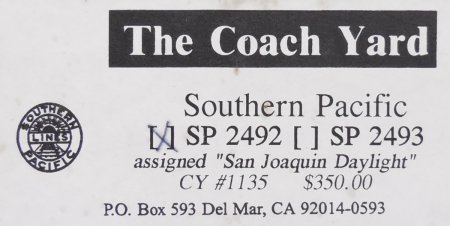 The Coach Yard
Southern Pacific
[X] SP 2492 [ ] SP 2493
assigned "San Joaquin Daylight"
CY #1135 $350.00
P.O. Box 593 Del Mar, CA 92014-0593
SOUTHERN
LINES
PACIFIC